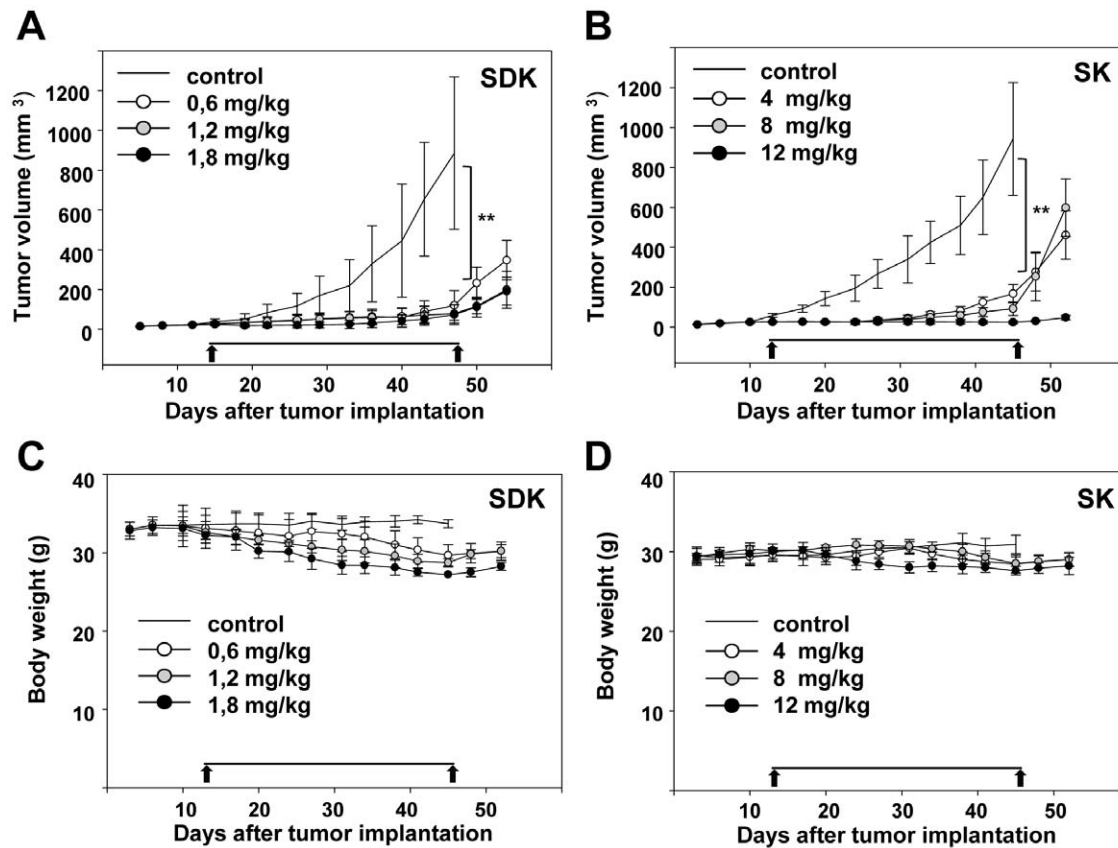 A
SDK
control
0,6 mg/kg
1,2 mg/kg
1,8 mg/kg
**
Tumor volume (mm 3)
1200
1000
800
600
400
200
0
10 20 30 40 50
Days after tumor implantation
B
SK
control
4 mg/kg
8 mg/kg
12 mg/kg
**
Tumor volume (mm 3)
1200
1000
800
600
400
200
0
10 20 30 40 50
Days after tumor implantation
C
SDK
control
0,6 mg/kg
1,2 mg/kg
1,8 mg/kg
Body weight (g)
40
30
20
10
10 20 30 40 50
Days after tumor implantation
D
SK
control
4 mg/kg
8 mg/kg
12 mg/kg
Body weight (g)
40
30
20
10
10 20 30 40 50
Days after tumor implantation